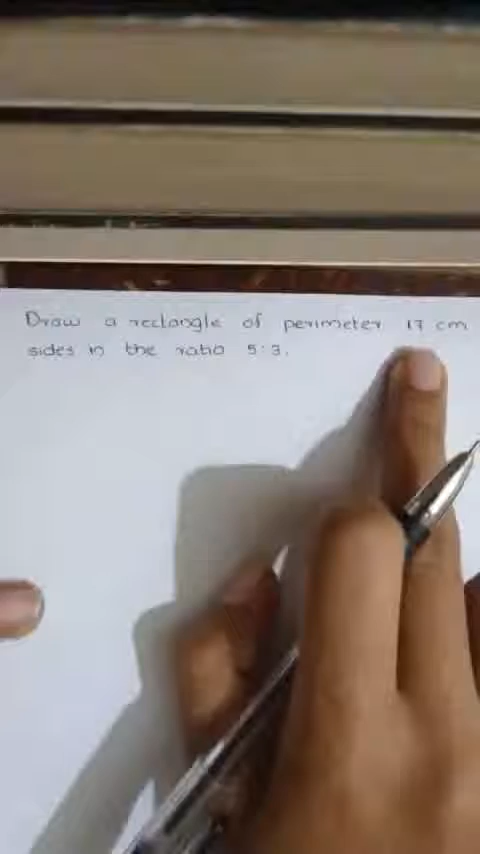 Draw a rectangle of perimeter 17 cm
sides in the ratio 5:3.